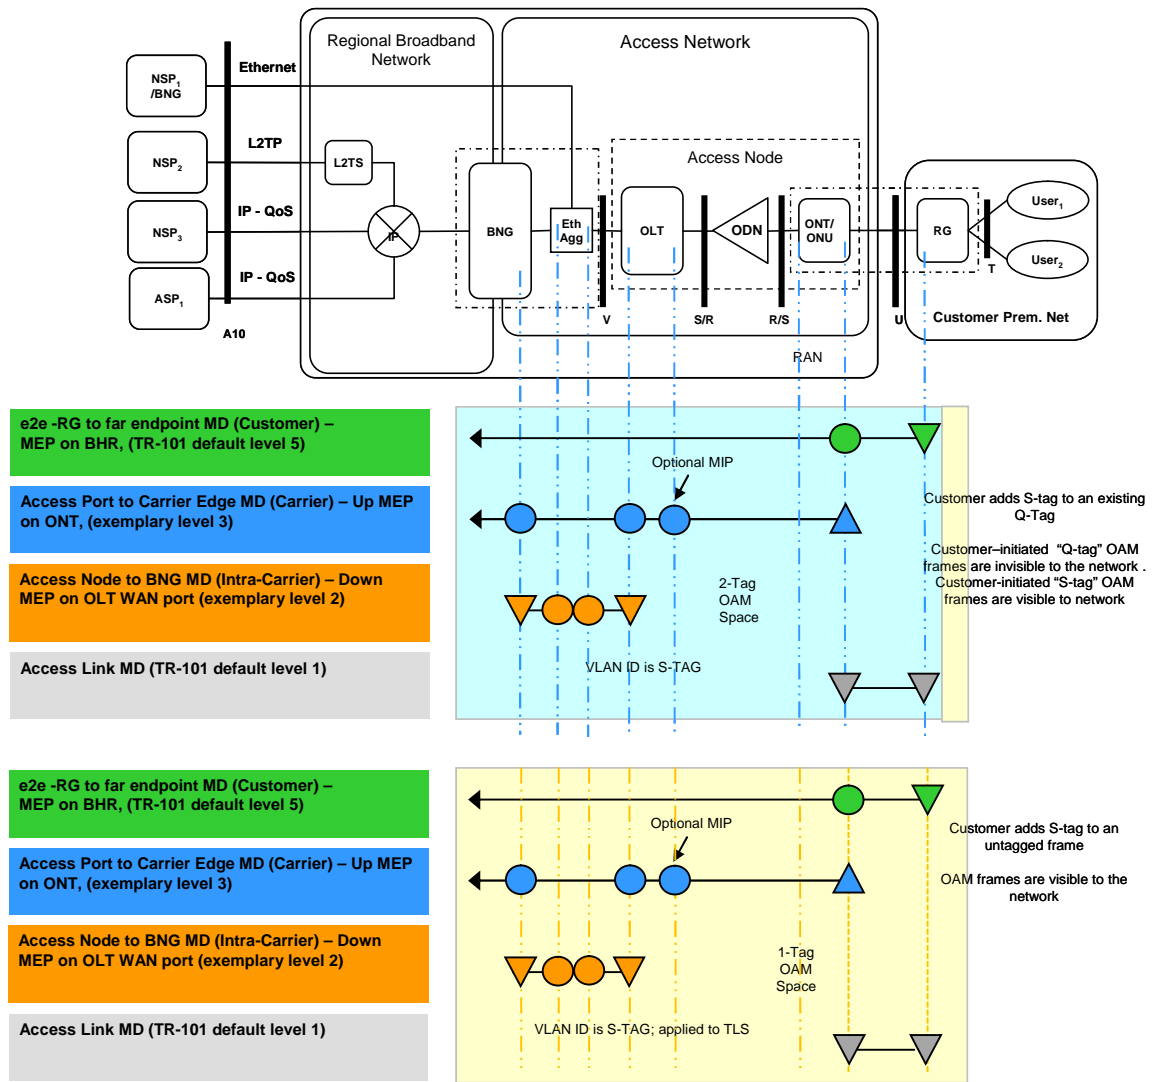 Regional Broadband
Network
Access Network
Ethernet
NSP1
/BNG
L2TP
Access Node
NSP2
L2TS
IP - QoS
User1
NSP3
IP
BNG
Eth
Agg
OLT
ODN
ONT/
ONU
RG
IP - QoS
User2
T
ASP1
A10
V
S/R
R/S
U
Customer Prem. Net
RAN
e2e -RG to far endpoint MD (Customer) –
MEP on BHR, (TR-101 default level 5)
Optional MIP
Access Port to Carrier Edge MD (Carrier) – Up MEP
on ONT, (exemplary level 3)
Customer adds S-tag to an existing
Q-Tag
Customer–initiated “Q-tag” OAM
frames are invisible to the network .
Customer-initiated “S-tag” OAM
frames are visible to network
Access Node to BNG MD (Intra-Carrier) – Down
MEP on OLT WAN port (exemplary level 2)
2-Tag
OAM
Space
Access Link MD (TR-101 default level 1)
VLAN ID is S-TAG
e2e -RG to far endpoint MD (Customer) –
MEP on BHR, (TR-101 default level 5)
Optional MIP
Customer adds S-tag to an
untagged frame
Access Port to Carrier Edge MD (Carrier) – Up MEP
on ONT, (exemplary level 3)
OAM frames are visible to the
network
Access Node to BNG MD (Intra-Carrier) – Down
MEP on OLT WAN port (exemplary level 2)
1-Tag
OAM
Space
Access Link MD (TR-101 default level 1)
VLAN ID is S-TAG; applied to TLS